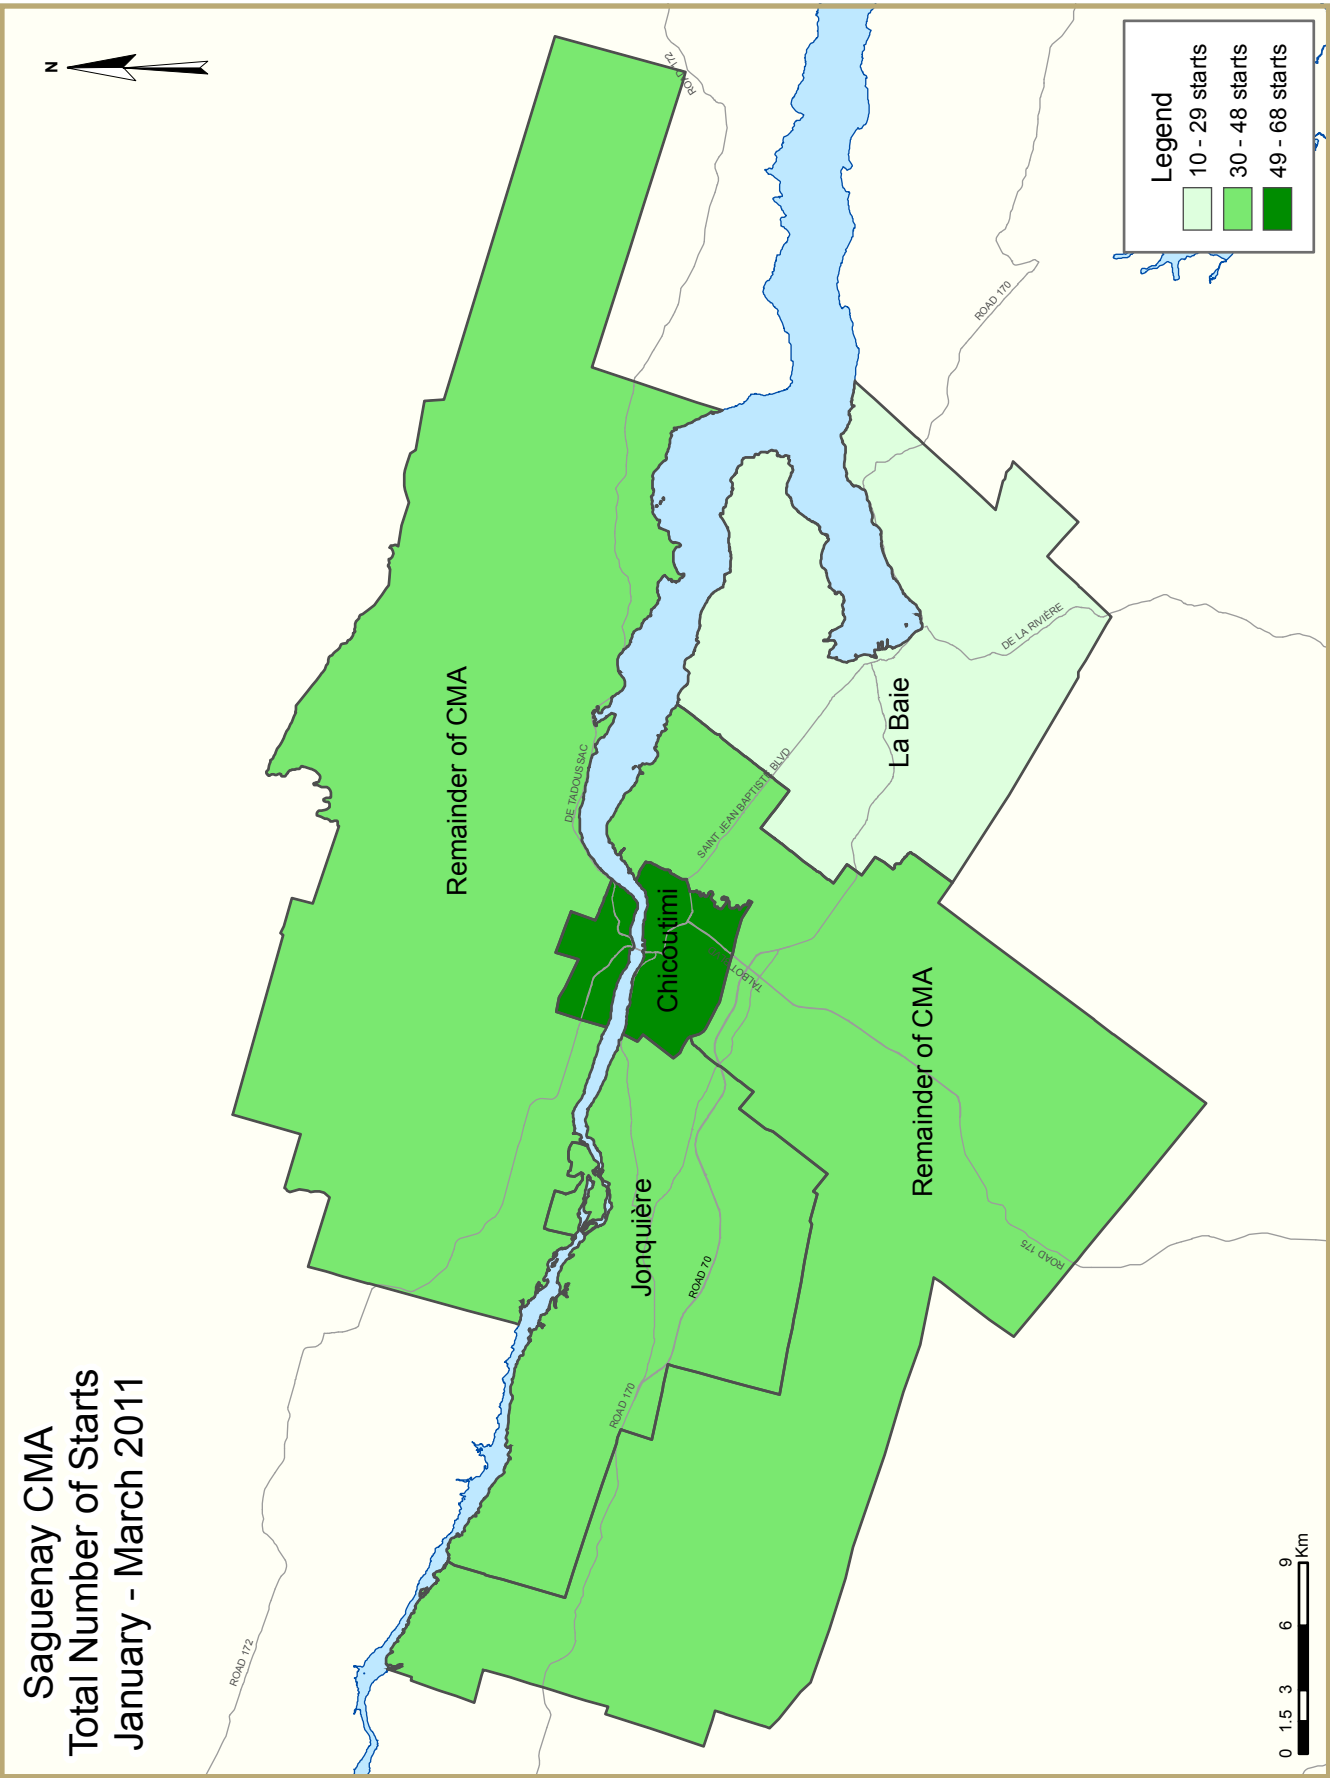 Saguenay CMA
Total Number of Starts
January - March 2011
N
ROAD 172
ROAD 172
Remainder of CMA
DE TADOUSSAC
Chicoutimi
SAINT JEAN BAPTISTE BLVD
TALBOT
Jonquière
ROAD 70
ROAD 170
La Baie
DE LA RIVIÈRE
ROAD 170
Remainder of CMA
ROAD 175
Legend
10 - 29 starts
30 - 48 starts
49 - 68 starts
0 1.5 3 6 9
Km